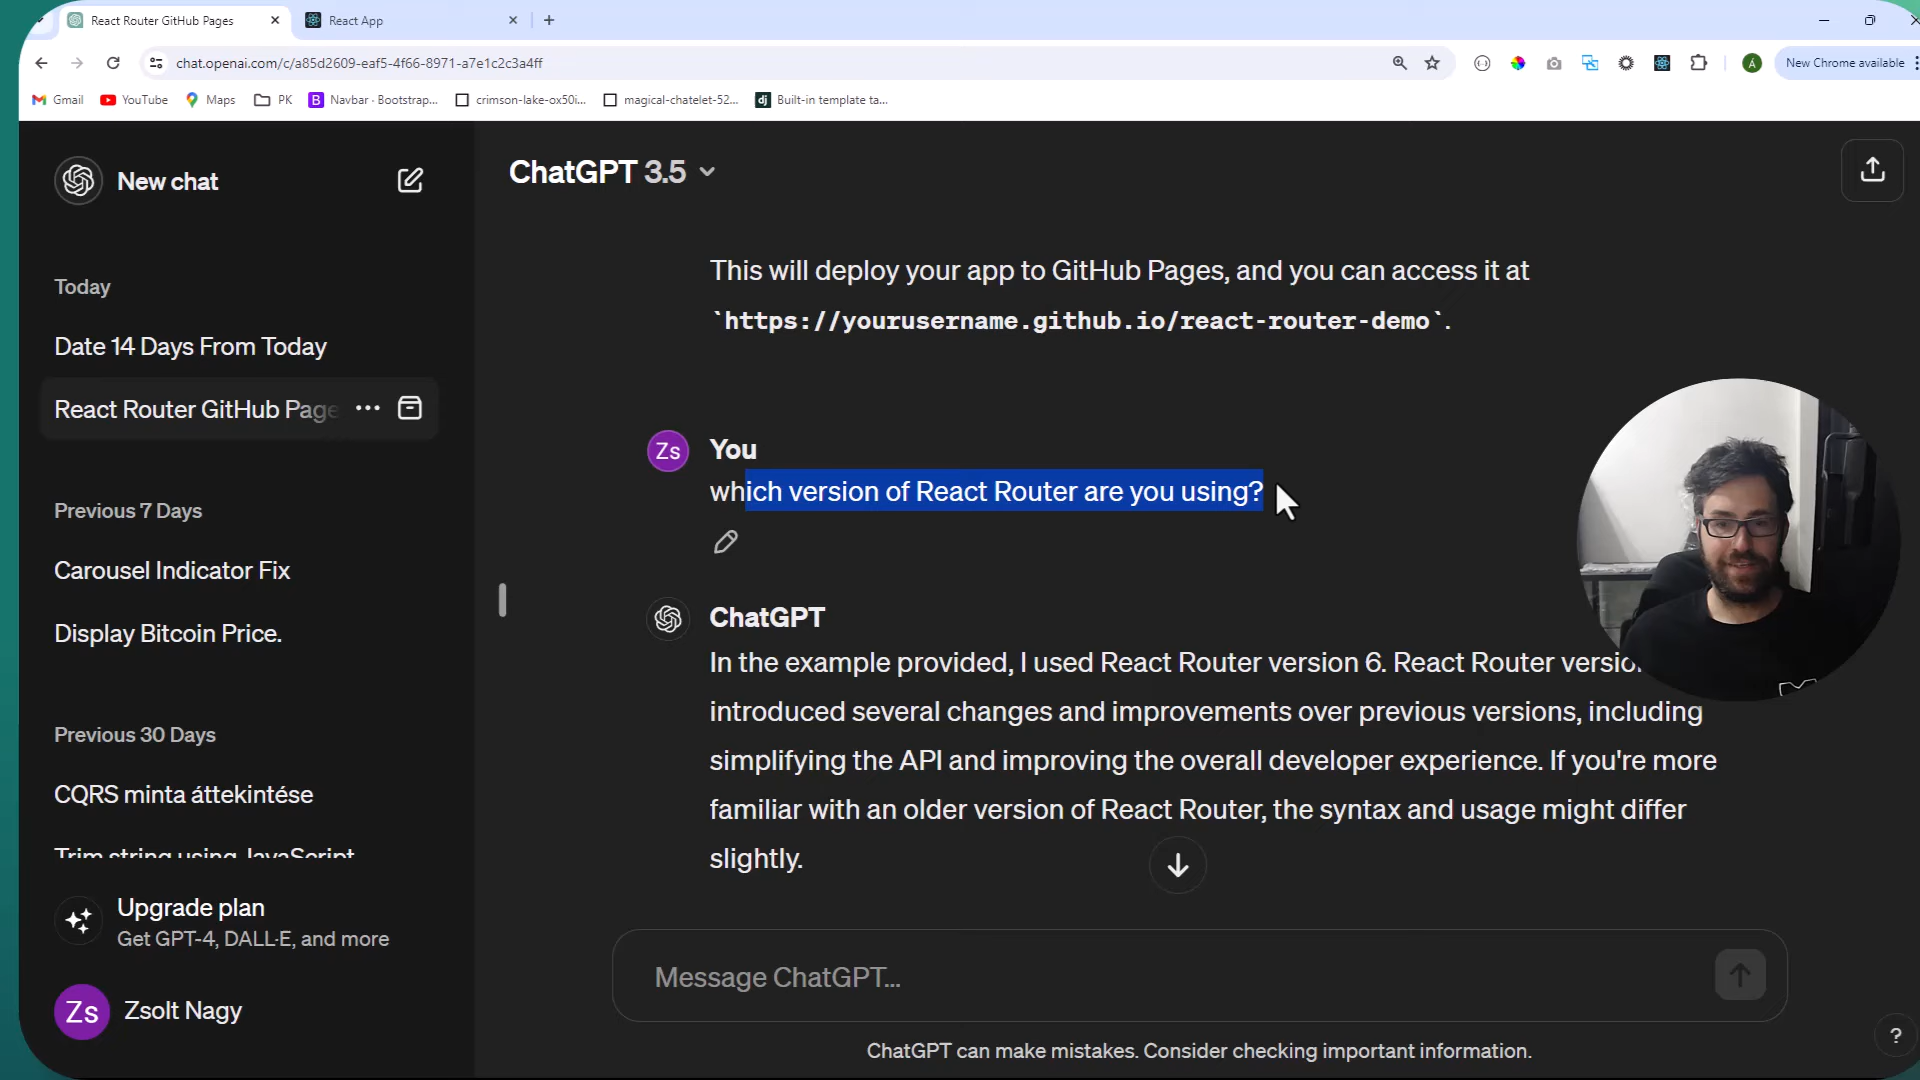 React Router GitHub Pages
React App
chat.openai.com/c/a85d2609-eaf5-4f66-8971-a7e1c2c3a4ff
New Chrome available
Gmail
YouTube
Maps
PK
Navbar · Bootstrap...
crimson-lake-ox50i...
magical-chatelet-52...
Built-in template ta...
New chat
ChatGPT 3.5
Today
Date 14 Days From Today
React Router GitHub Page
Previous 7 Days
Carousel Indicator Fix
Display Bitcoin Price.
Previous 30 Days
CQRS minta áttekintése
Trim string using JavaScript
Upgrade plan
Get GPT-4, DALL·E, and more
Zs
Zsolt Nagy
This will deploy your app to GitHub Pages, and you can access it at
`https://yourusername.github.io/react-router-demo`.
Zs
You
which version of React Router are you using?
ChatGPT
In the example provided, I used React Router version 6. React Router versio
introduced several changes and improvements over previous versions, including
simplifying the API and improving the overall developer experience. If you're more
familiar with an older version of React Router, the syntax and usage might differ
slightly.
Message ChatGPT...
ChatGPT can make mistakes. Consider checking important information.
?